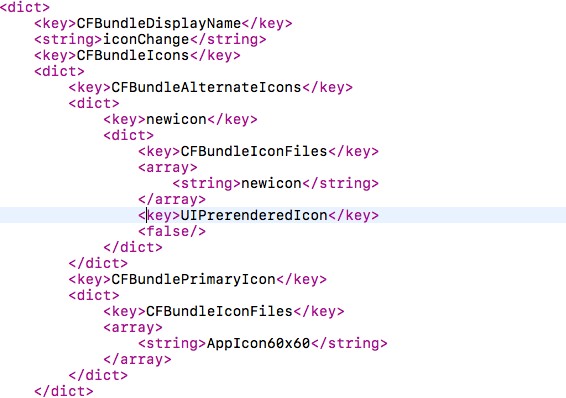 <dict>
<key>CFBundleDisplayName</key>
<string>iconChange</string>
<key>CFBundleIcons</key>
<dict>
<key>CFBundleAlternateIcons</key>
<dict>
<key>newicon</key>
<dict>
<key>CFBundleIconFiles</key>
<array>
<string>newicon</string>
</array>
<key>UIPrerenderedIcon</key>
<false/>
</dict>
</dict>
<key>CFBundlePrimaryIcon</key>
<dict>
<key>CFBundleIconFiles</key>
<array>
<string>AppIcon60x60</string>
</array>
</dict>
</dict>